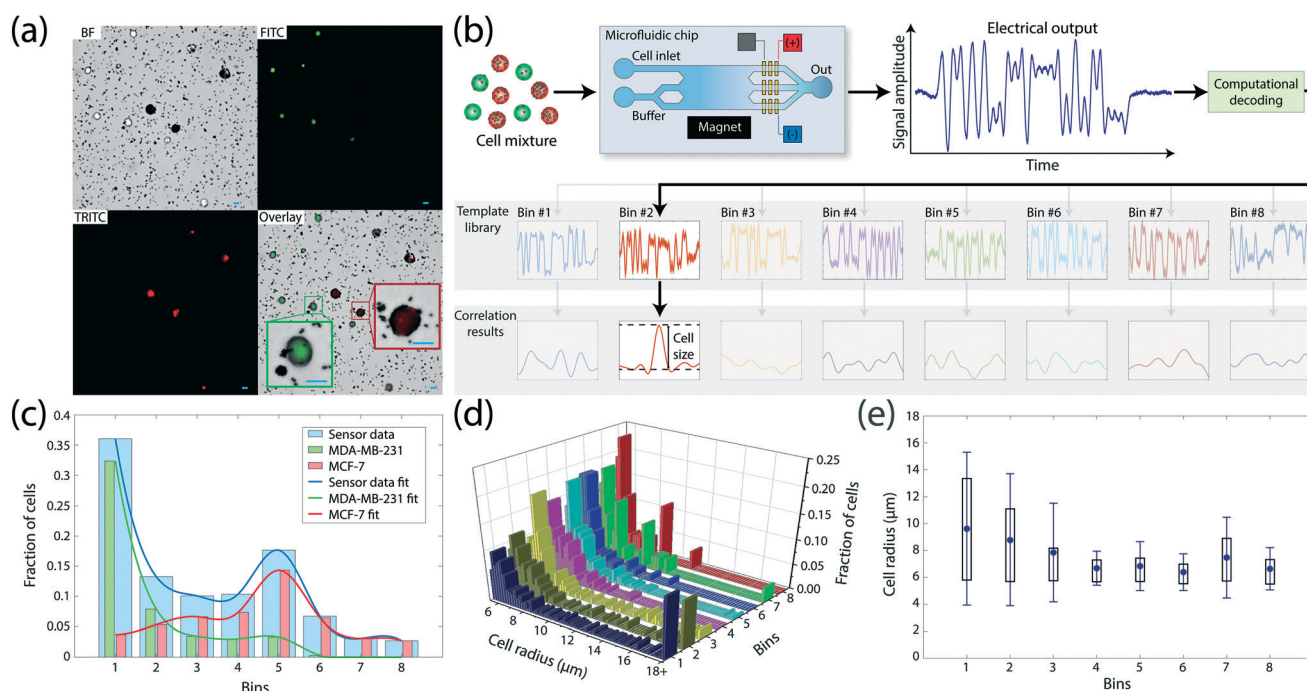 (a)
BF
FITC
TRITC
Overlay
(b)
Cell mixture
Microfluidic chip
Cell inlet
Buffer
Magnet
(+)
(-)
Out
Electrical output
Signal amplitude
Time
Computational
decoding
Template
library
Bin #1 Bin #2 Bin #3 Bin #4 Bin #5 Bin #6 Bin #7 Bin #8
Correlation
results
Cell
size
(c)
0.4
0.35
0.3
0.25
0.2
0.15
0.1
0.05
0
Fraction of cells
Sensor data
MDA-MB-231
MCF-7
Sensor data fit
MDA-MB-231 fit
MCF-7 fit
1 2 3 4 5 6 7 8
Bins
(d)
0.25
0.20
0.15
0.10
0.05
0.00
Fraction of cells
6 8 10 12 14 16 18+
Cell radius (μm)
1 2 3 4 5 6 7 8
Bins
(e)
18
16
14
12
10
8
6
4
2
0
Cell radius (μm)
1 2 3 4 5 6 7 8
Bins